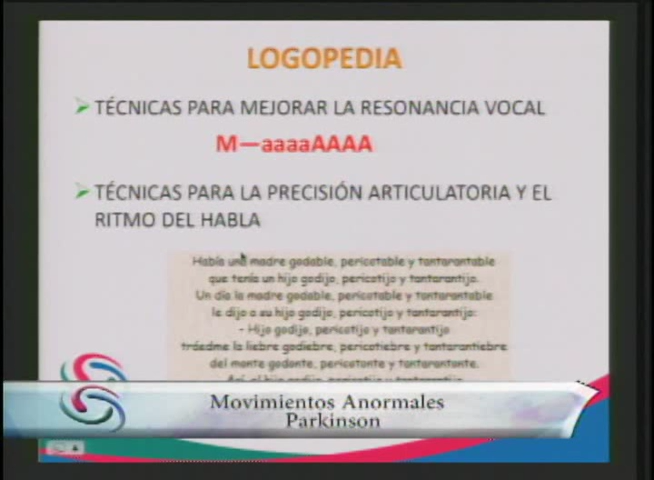 LOGOPEDIA
TÉCNICAS PARA MEJORAR LA RESONANCIA VOCAL
M—aaaaAAAA
TÉCNICAS PARA LA PRECISIÓN ARTICULATORIA Y EL
RITMO DEL HABLA
Había una madre godable, pericotable y tantarantable
que tenía un hijo godijo, pericotijo y tantarantijo.
Un día la madre godable, pericotable y tantarantable
le dijo a su hijo godijo, pericotijo y tantarantijo:
- Hijo godijo, pericotijo y tantarantijo
tráedme la liebre godiebre, pericotiebre y tantarantiebre
del monte godonte, pericotonte y tantarantonte.
Movimientos Anormales
Parkinson